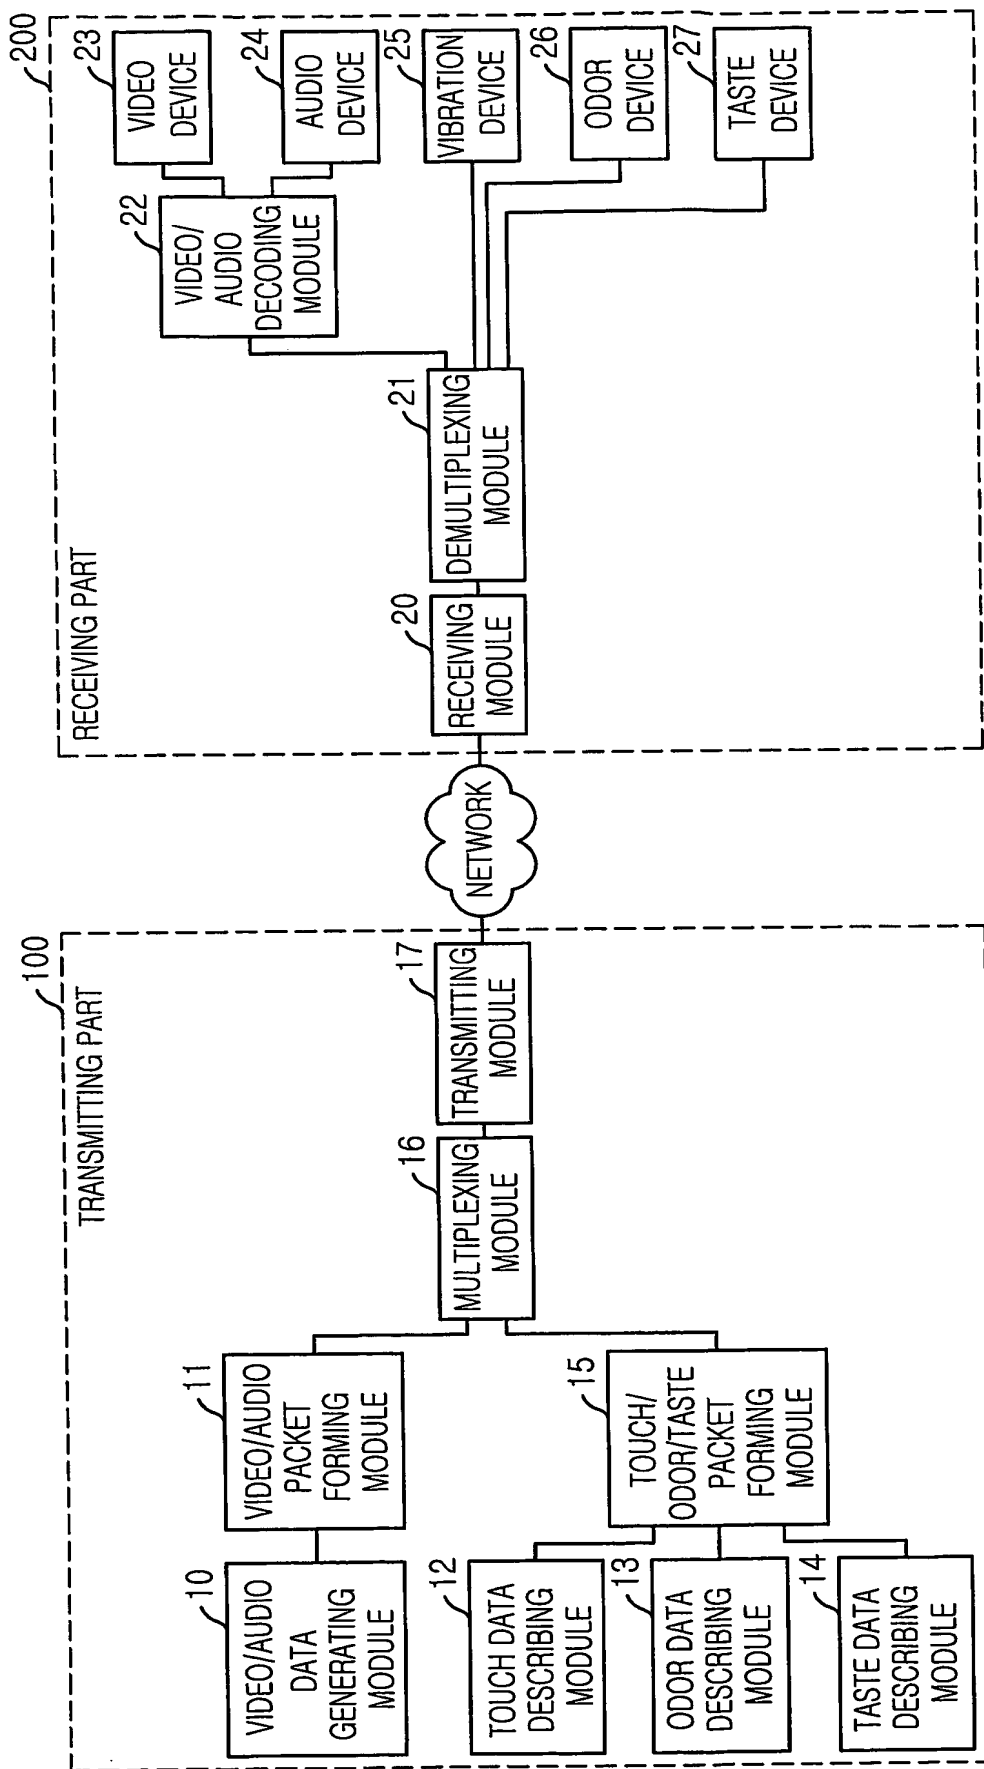 100
TRANSMITTING PART
10
VIDEO/AUDIO
DATA
GENERATING
MODULE
11
VIDEO/AUDIO
PACKET
FORMING
MODULE
12
TOUCH DATA
DESCRIBING
MODULE
13
ODOR DATA
DESCRIBING
MODULE
14
TASTE DATA
DESCRIBING
MODULE
15
TOUCH/
ODOR/TASTE
PACKET
FORMING
MODULE
16
MULTIPLEXING
MODULE
17
TRANSMITTING
MODULE
NETWORK
200
RECEIVING PART
20
RECEIVING
MODULE
21
DEMULTIPLEXING
MODULE
22
VIDEO/
AUDIO
DECODING
MODULE
23
VIDEO
DEVICE
24
AUDIO
DEVICE
25
VIBRATION
DEVICE
26
ODOR
DEVICE
27
TASTE
DEVICE